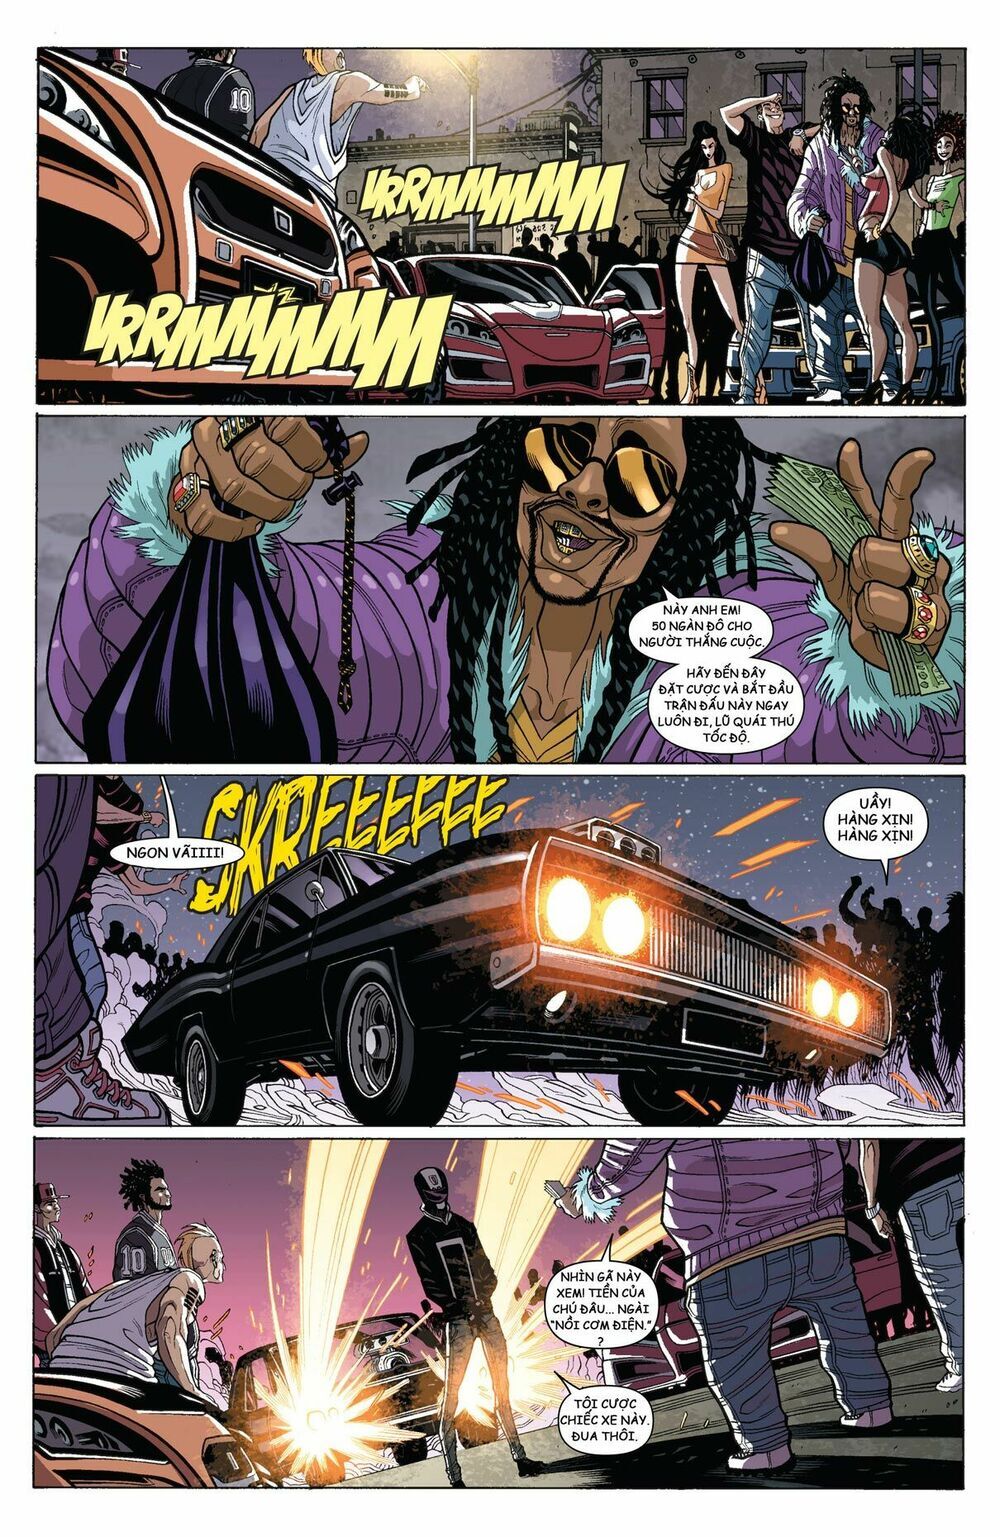 10
VRRMMMMMM
VRRMMMMMM
NÀY ANH EM!
50 NGÀN ĐÔ CHO
NGƯỜI THẮNG CUỘC.
HÃY ĐẾN ĐÂY
ĐẶT CƯỢC VÀ BẮT ĐẦU
TRẬN ĐẤU NÀY NGAY
LUÔN ĐI, LŨ QUÁI THÚ
TỐC ĐỘ.
NGON VÃIIII!
SKREEEEEEE
UẦY!
HÀNG XỊN!
HÀNG XỊN!
10
NHÌN GÃ NÀY
XEM! TIỀN CỦA
CHÚ ĐÂU... NGÀI
"NỒI CƠM ĐIỆN."
?
TÔI CƯỢC
CHIẾC XE NÀY.
ĐUA THÔI.